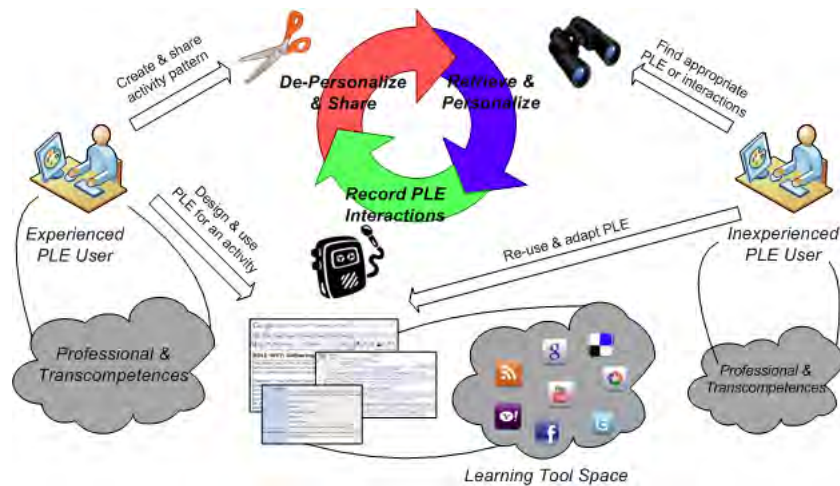 Create & share
activity pattern
De-Personalize
& Share
Retrieve &
Personalize
Find appropriate
PLE or interactions
Record PLE
Interactions
Experienced
PLE User
Design & use
PLE for an activity
Re-use & adapt PLE
Inexperienced
PLE User
Professional &
Transcompetences
Professional &
Transcompetences
g
Y!
f
t
Learning Tool Space